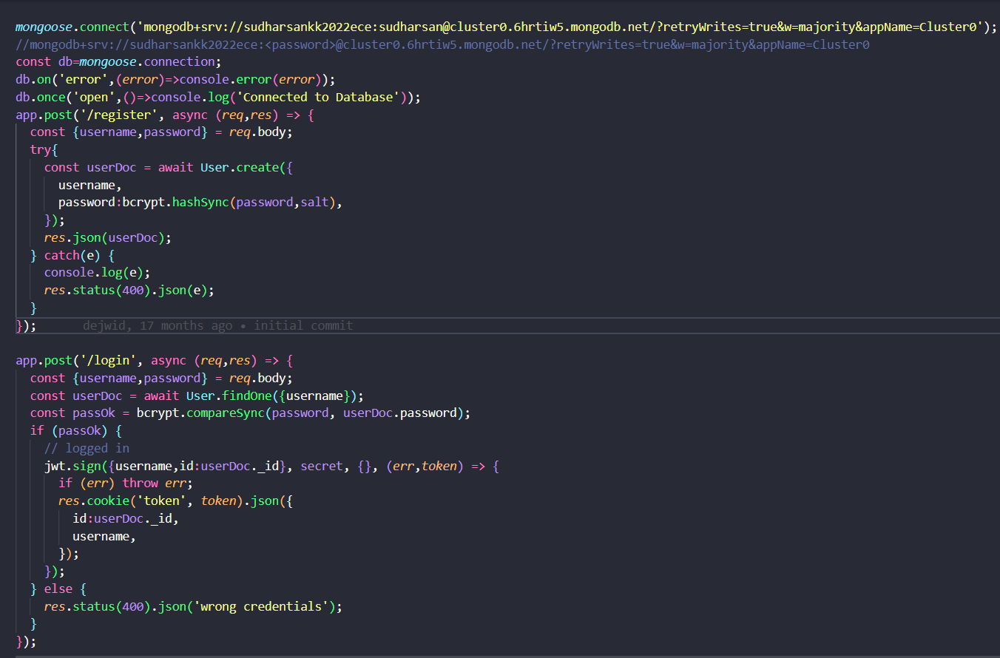 mongoose.connect('mongodb+srv://sudharsankk2022ece:sudharsan@cluster0.6hrtiw5.mongodb.net/?retryWrites=true&w=majority&appName=Cluster0');
//mongodb+srv://sudharsankk2022ece:<password>@cluster0.6hrtiw5.mongodb.net/?retryWrites=true&w=majority&appName=Cluster0
const db=mongoose.connection;
db.on('error',(error)=>console.error(error));
db.once('open',()=>console.log('Connected to Database'));
app.post('/register', async (req,res) => {
  const {username,password} = req.body;
  try{
    const userDoc = await User.create({
      username,
      password:bcrypt.hashSync(password,salt),
    });
    res.json(userDoc);
  } catch(e) {
    console.log(e);
    res.status(400).json(e);
  }
});      dejwid, 17 months ago • initial commit

app.post('/login', async (req,res) => {
  const {username,password} = req.body;
  const userDoc = await User.findOne({username});
  const passOk = bcrypt.compareSync(password, userDoc.password);
  if (passOk) {
    // logged in
    jwt.sign({username,id:userDoc._id}, secret, {}, (err,token) => {
      if (err) throw err;
      res.cookie('token', token).json({
        id:userDoc._id,
        username,
      });
    });
  } else {
    res.status(400).json('wrong credentials');
  }
});